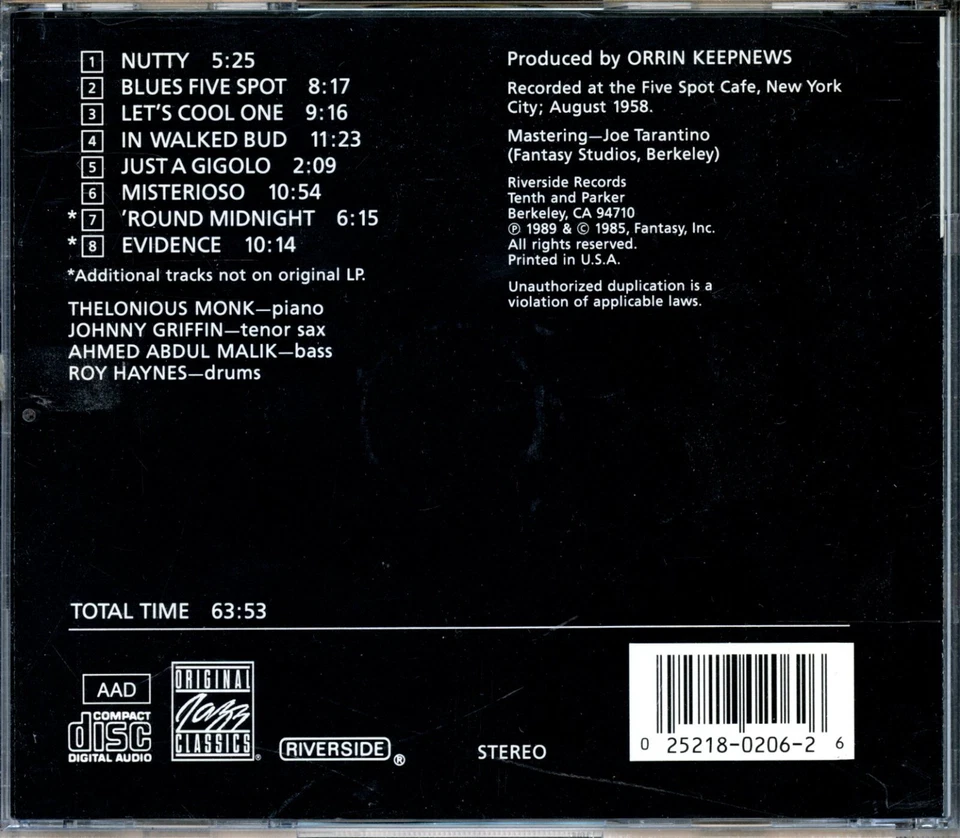 1 NUTTY 5:25
2 BLUES FIVE SPOT 8:17
3 LET'S COOL ONE 9:16
4 IN WALKED BUD 11:23
5 JUST A GIGOLO 2:09
6 MISTERIOSO 10:54
*7 'ROUND MIDNIGHT 6:15
*8 EVIDENCE 10:14
*Additional tracks not on original LP.
THELONIOUS MONK—piano
JOHNNY GRIFFIN—tenor sax
AHMED ABDUL MALIK—bass
ROY HAYNES—drums
Produced by ORRIN KEEPNEWS
Recorded at the Five Spot Cafe, New York
City; August 1958.
Mastering—Joe Tarantino
(Fantasy Studios, Berkeley)
Riverside Records
Tenth and Parker
Berkeley, CA 94710
℗ 1989 & © 1985, Fantasy, Inc.
All rights reserved.
Printed in U.S.A.
Unauthorized duplication is a
violation of applicable laws.
TOTAL TIME 63:53
AAD
COMPACT
disc
DIGITAL AUDIO
ORIGINAL
Jazz
CLASSICS®
RIVERSIDE®
STEREO
0 25218-0206-2 6